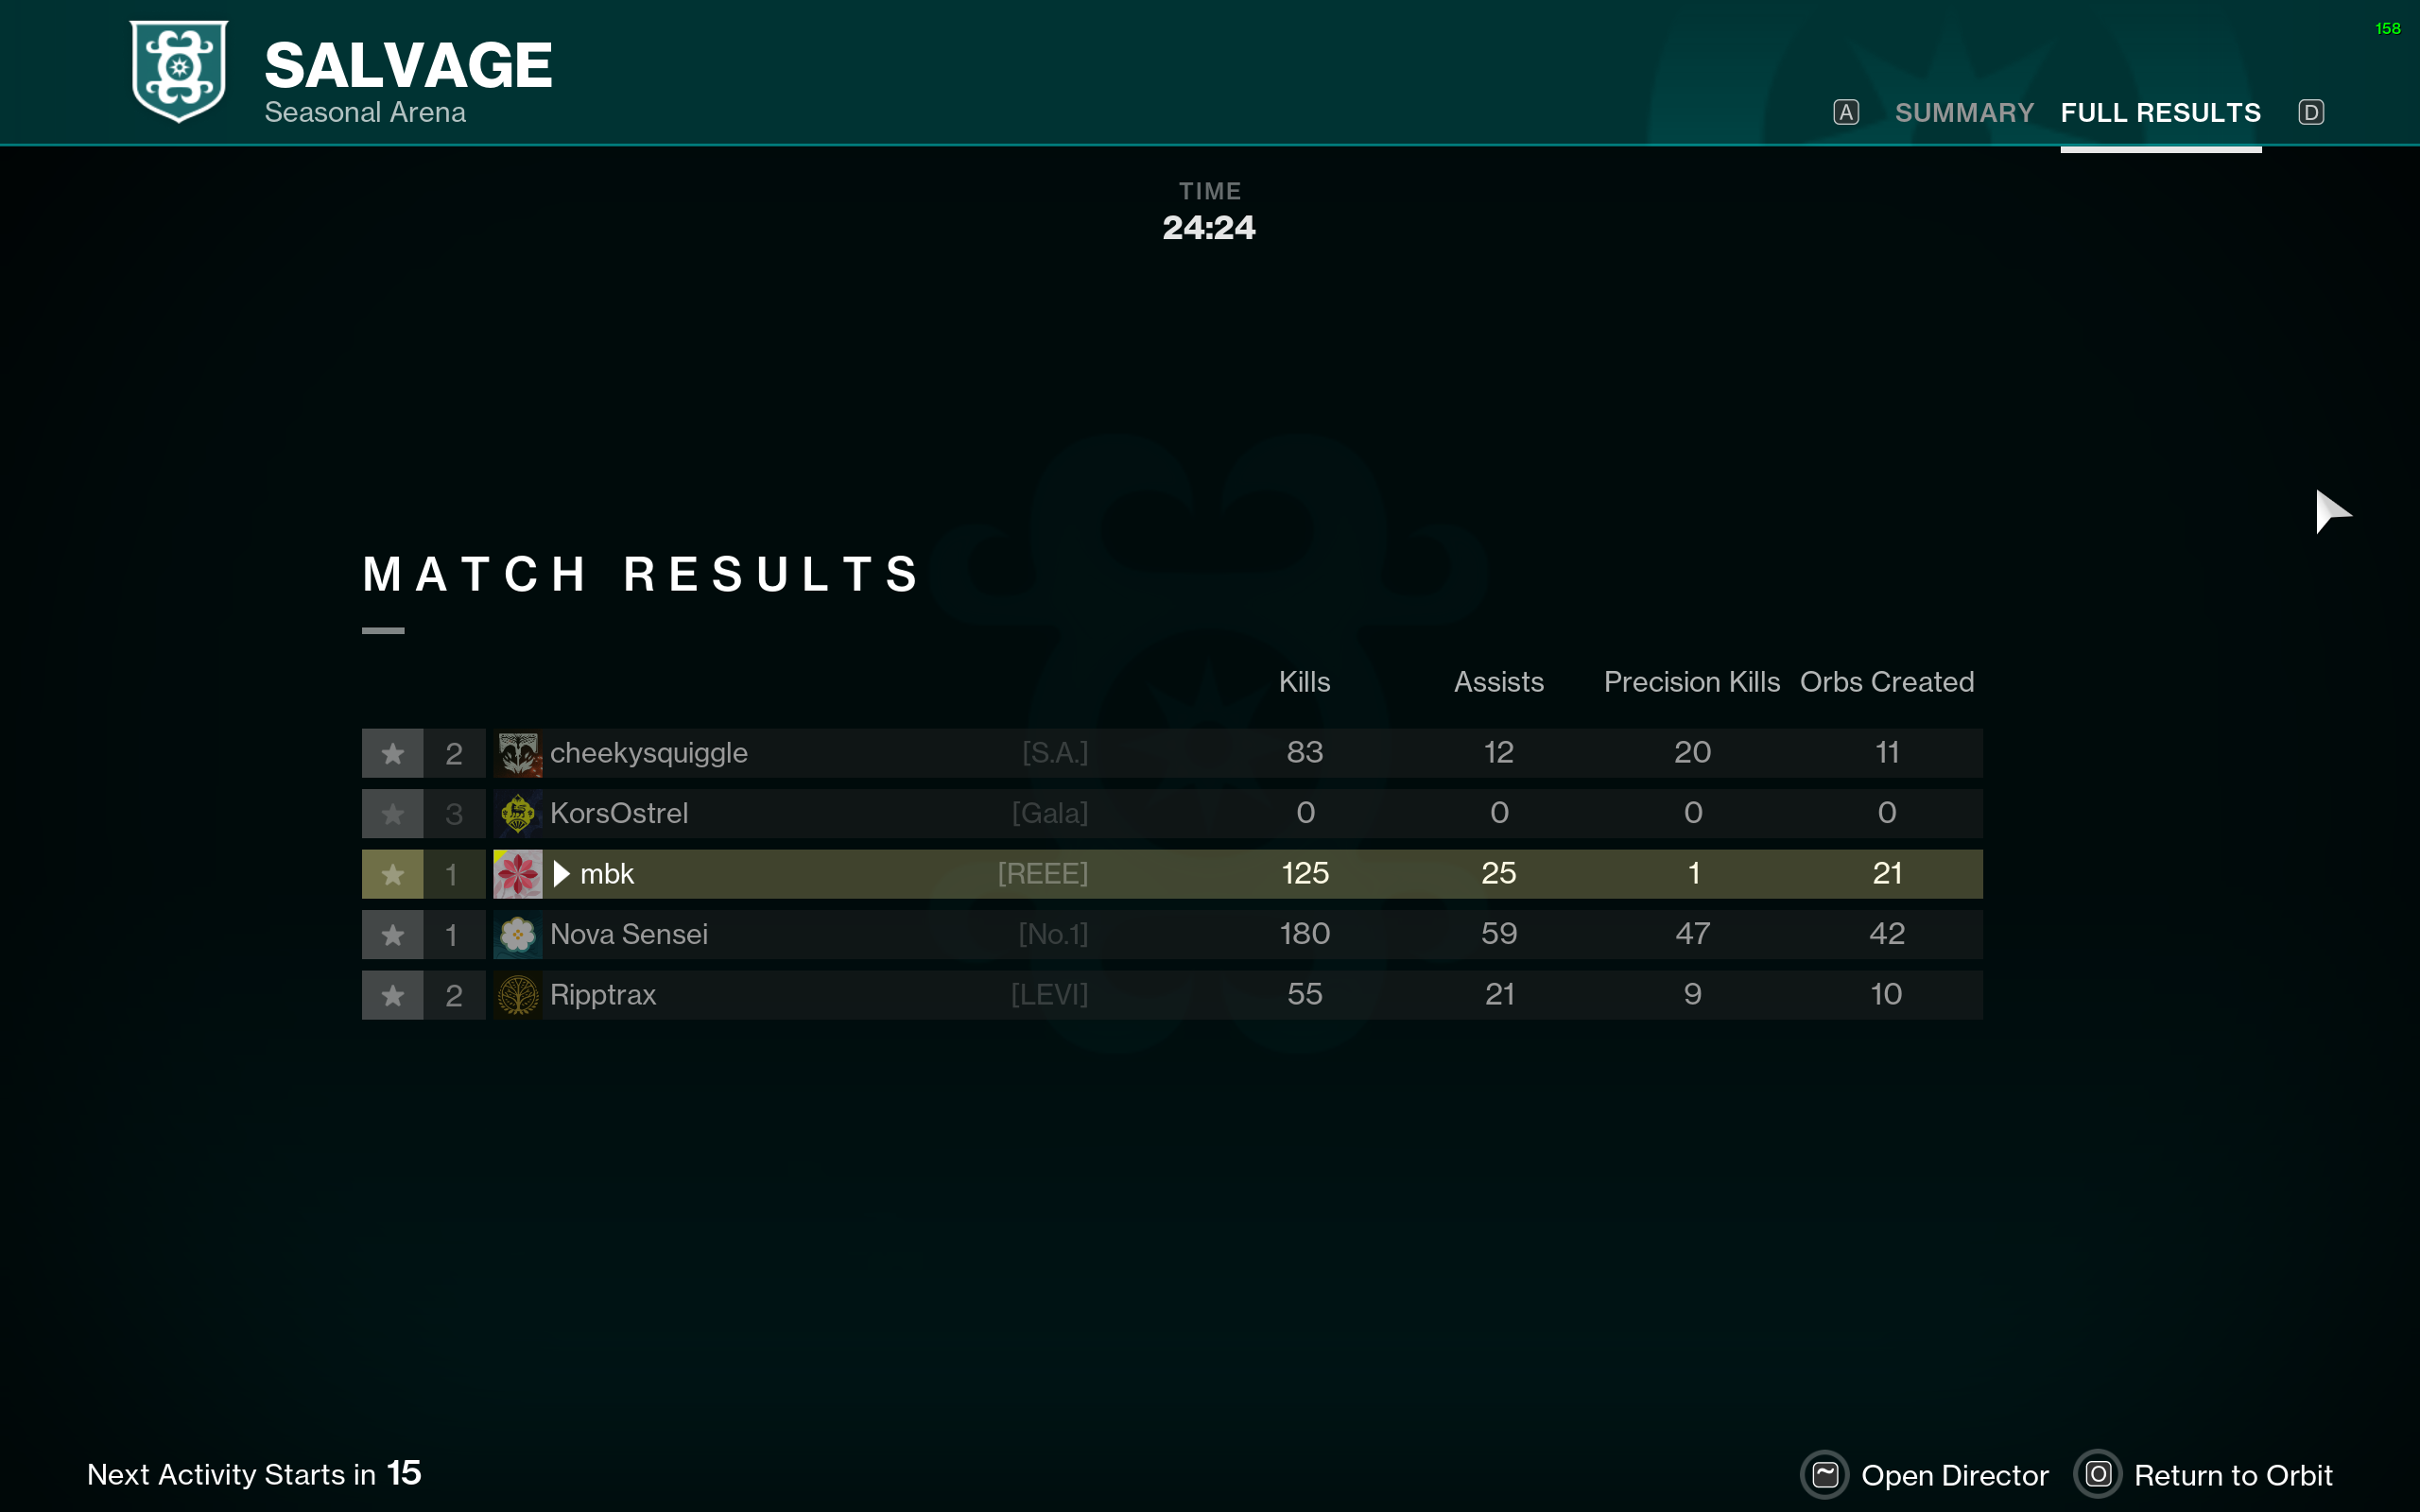 158
SALVAGE
Seasonal Arena
A SUMMARY FULL RESULTS D
TIME
24:24
MATCH RESULTS
Kills Assists Precision Kills Orbs Created
2 cheekysquiggle [S.A.] 83 12 20 11
3 KorsOstrel [Gala] 0 0 0 0
1 mbk [REEE] 125 25 1 21
1 Nova Sensei [No.1] 180 59 47 42
2 Ripptrax [LEVI] 55 21 9 10
Next Activity Starts in 15
~ Open Director O Return to Orbit